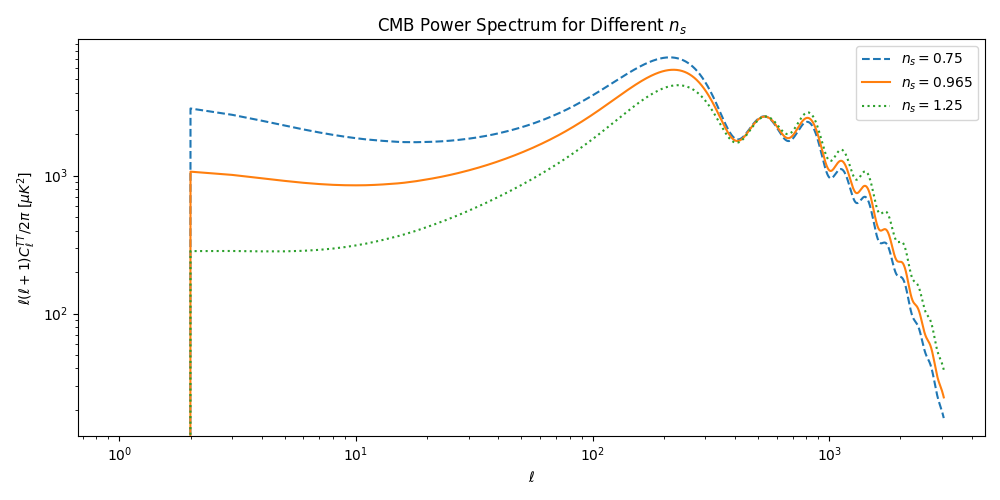 CMB Power Spectrum for Different $n_s$
$\ell(\ell+1)C_\ell^{TT}/2\pi\ [\mu K^2]$
$n_s = 0.75$
$n_s = 0.965$
$n_s = 1.25$
$10^3$
$10^2$
$10^0$ $10^1$ $10^2$ $10^3$
$\ell$